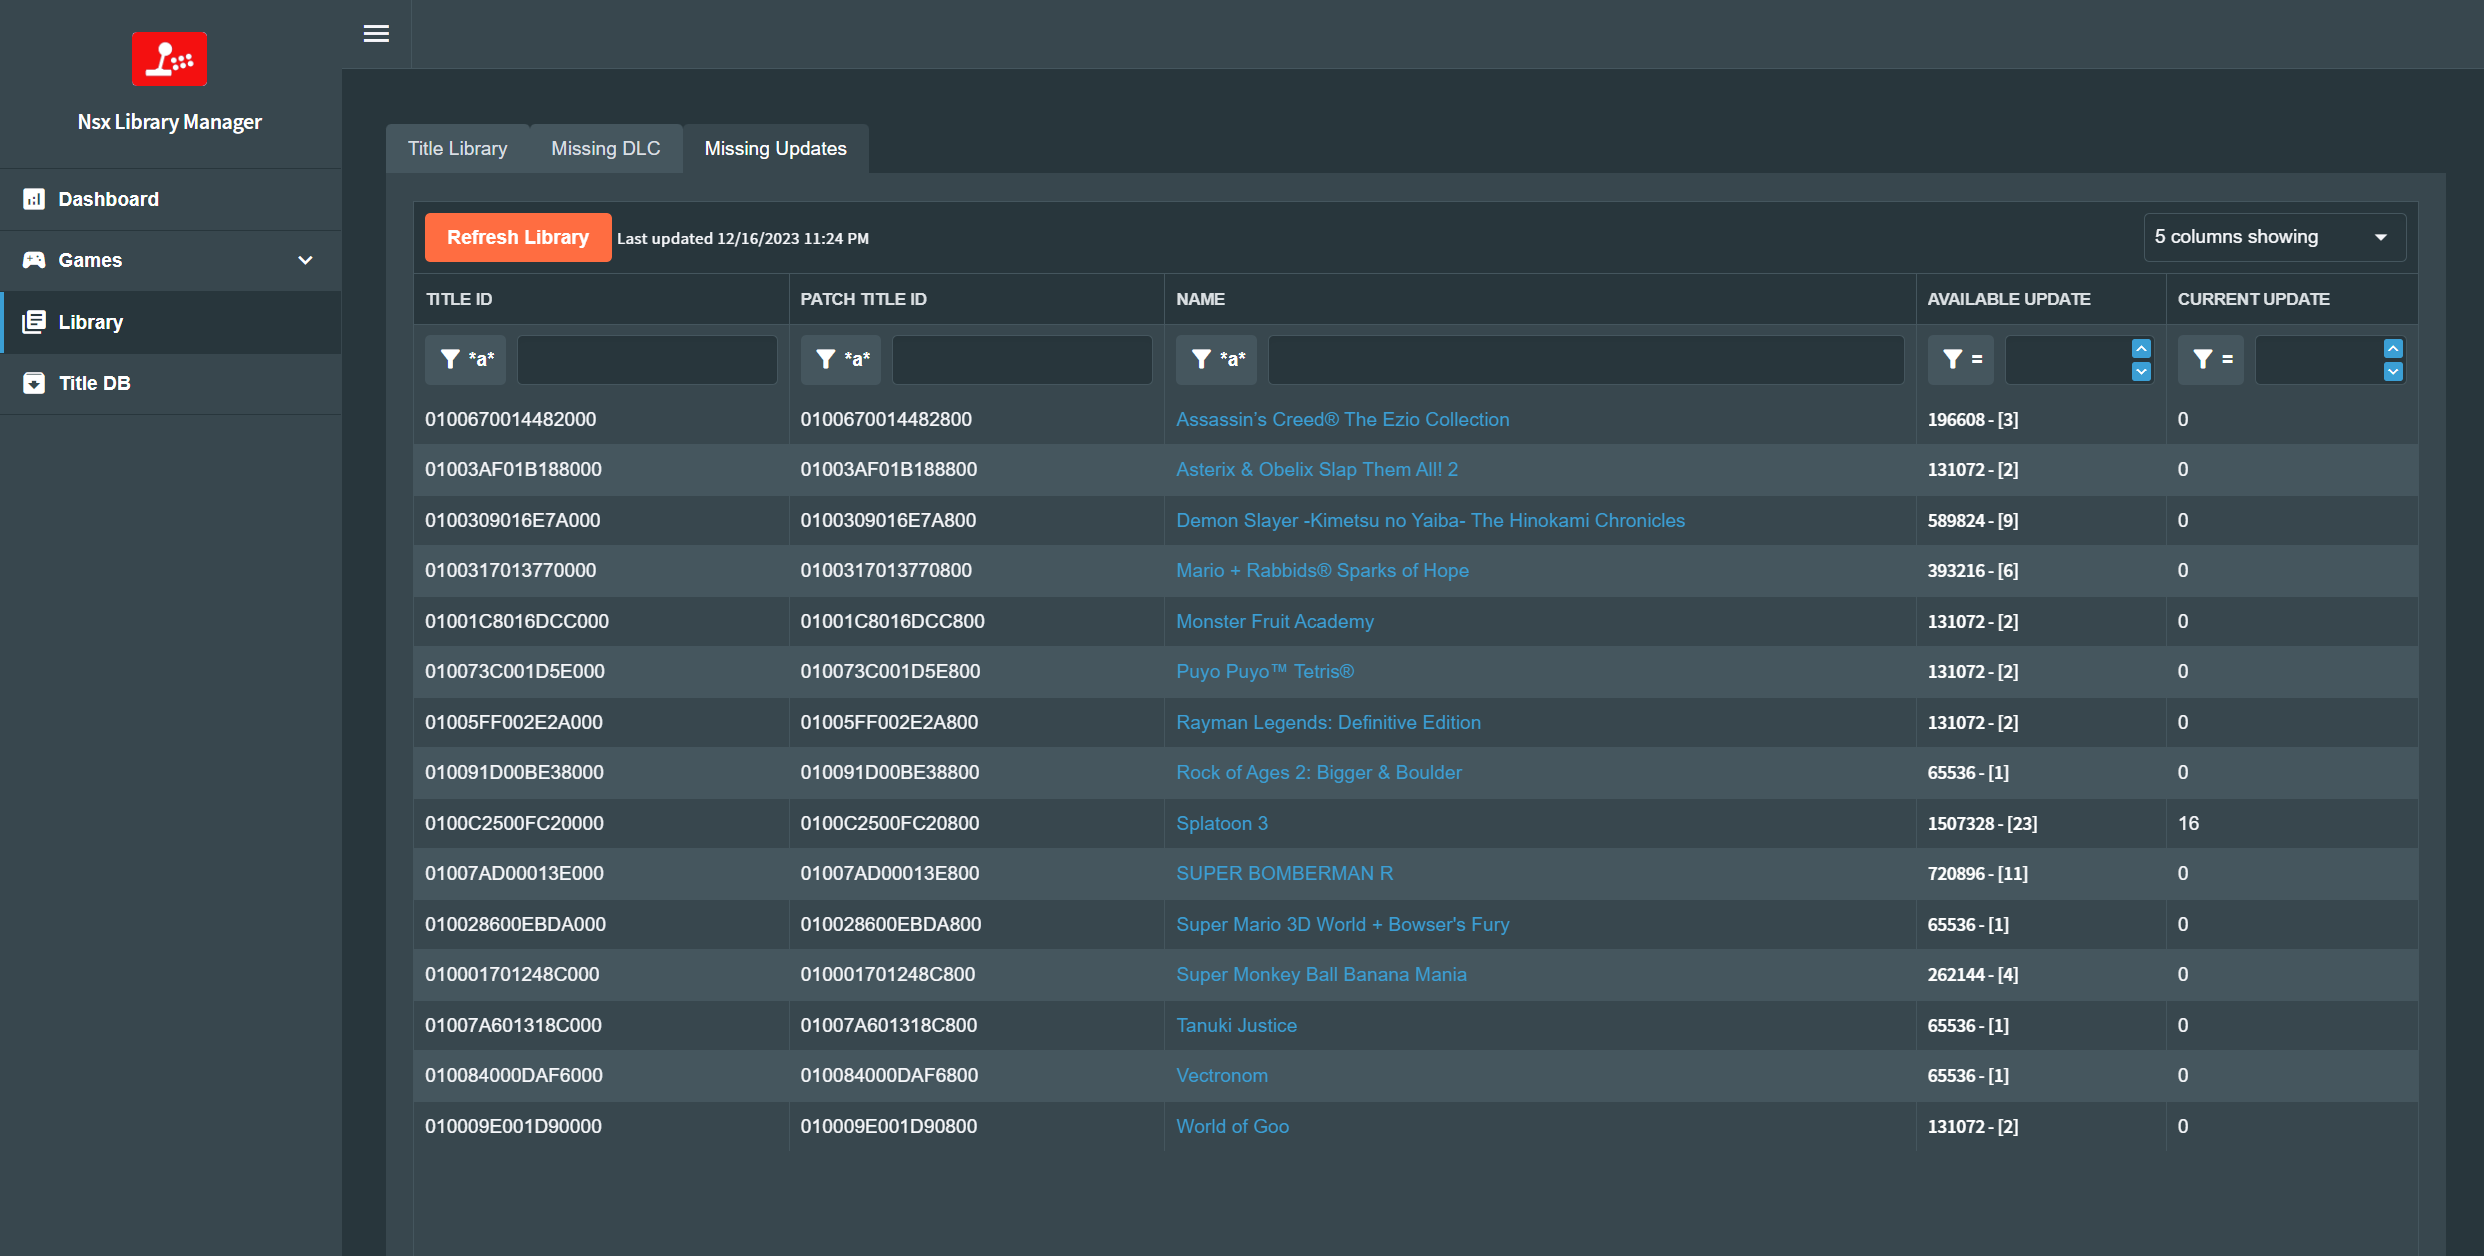 Nsx Library Manager
Dashboard
Games
Library
Title DB
Title Library Missing DLC Missing Updates
Refresh Library Last updated 12/16/2023 11:24 PM 5 columns showing
TITLE ID PATCH TITLE ID NAME AVAILABLE UPDATE CURRENT UPDATE
*a* *a* *a* = =
0100670014482000 0100670014482800 Assassin’s Creed® The Ezio Collection 196608 - [3] 0
01003AF01B188000 01003AF01B188800 Asterix & Obelix Slap Them All! 2 131072 - [2] 0
0100309016E7A000 0100309016E7A800 Demon Slayer -Kimetsu no Yaiba- The Hinokami Chronicles 589824 - [9] 0
0100317013770000 0100317013770800 Mario + Rabbids® Sparks of Hope 393216 - [6] 0
01001C8016DCC000 01001C8016DCC800 Monster Fruit Academy 131072 - [2] 0
010073C001D5E000 010073C001D5E800 Puyo Puyo™ Tetris® 131072 - [2] 0
01005FF002E2A000 01005FF002E2A800 Rayman Legends: Definitive Edition 131072 - [2] 0
010091D00BE38000 010091D00BE38800 Rock of Ages 2: Bigger & Boulder 65536 - [1] 0
0100C2500FC20000 0100C2500FC20800 Splatoon 3 1507328 - [23] 16
01007AD00013E000 01007AD00013E800 SUPER BOMBERMAN R 720896 - [11] 0
010028600EBDA000 010028600EBDA800 Super Mario 3D World + Bowser's Fury 65536 - [1] 0
010001701248C000 010001701248C800 Super Monkey Ball Banana Mania 262144 - [4] 0
01007A601318C000 01007A601318C800 Tanuki Justice 65536 - [1] 0
010084000DAF6000 010084000DAF6800 Vectronom 65536 - [1] 0
010009E001D90000 010009E001D90800 World of Goo 131072 - [2] 0